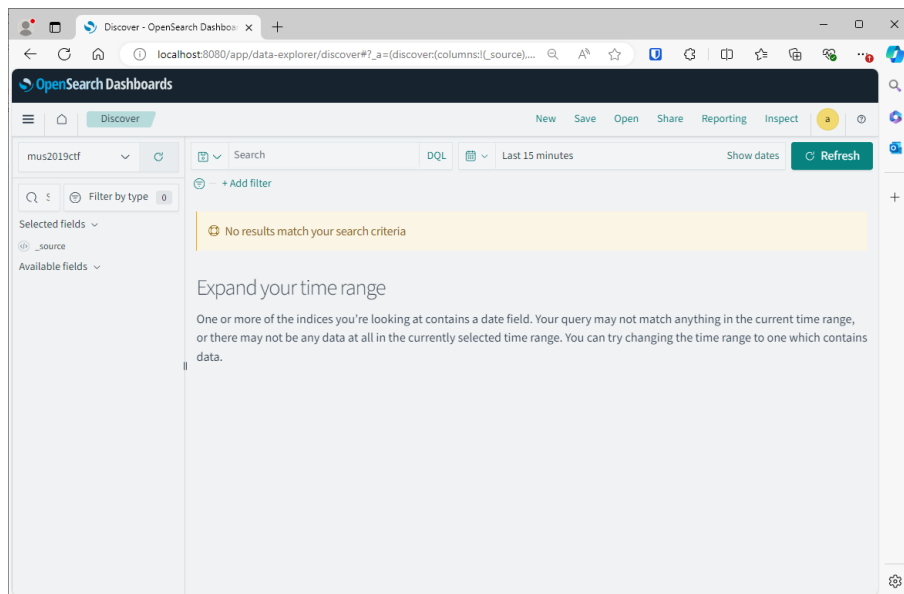 Discover - OpenSearch Dashboar
localhost:8080/app/data-explorer/discover#?_a=(discover:(columns:!(_source),...
OpenSearch Dashboards
Discover
New Save Open Share Reporting Inspect a
mus2019ctf
Search DQL Last 15 minutes Show dates Refresh
+ Add filter
S Filter by type 0
Selected fields
_source
Available fields
No results match your search criteria
Expand your time range
One or more of the indices you're looking at contains a date field. Your query may not match anything in the current time range,
or there may not be any data at all in the currently selected time range. You can try changing the time range to one which contains
data.